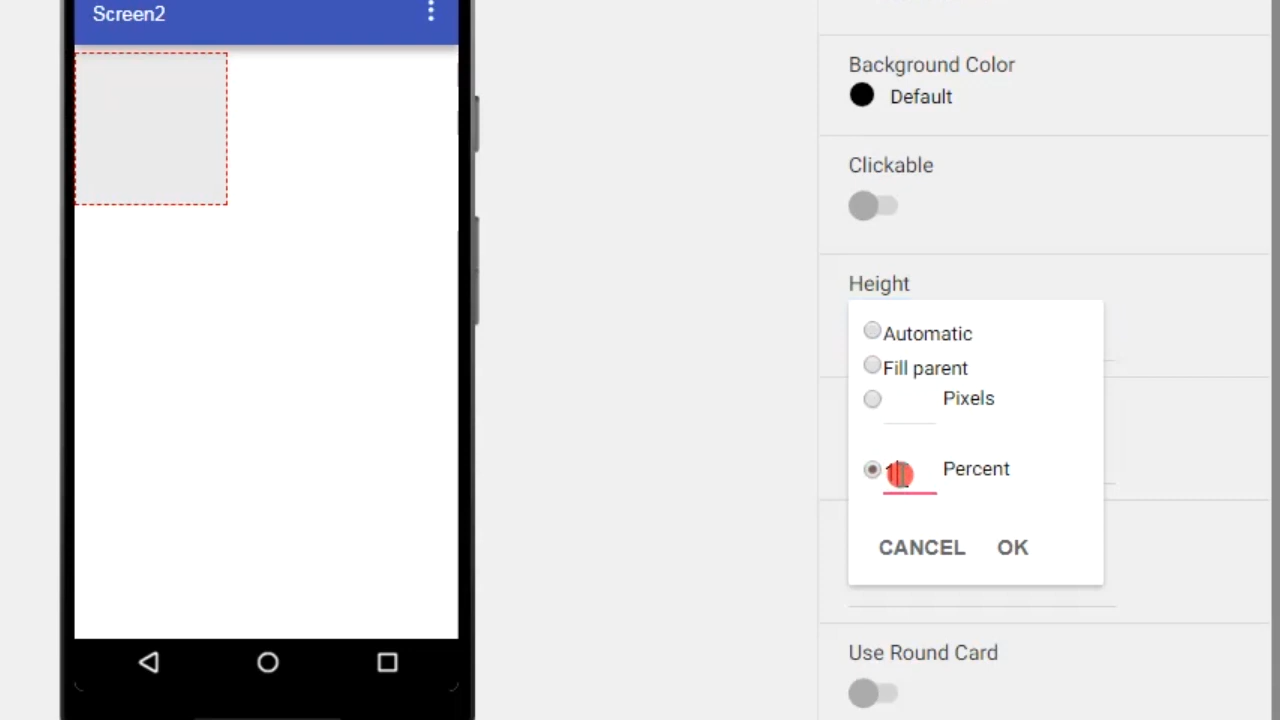 Screen2
Background Color
Default
Clickable
Height
Automatic
Fill parent
Pixels
Percent
CANCEL OK
Use Round Card